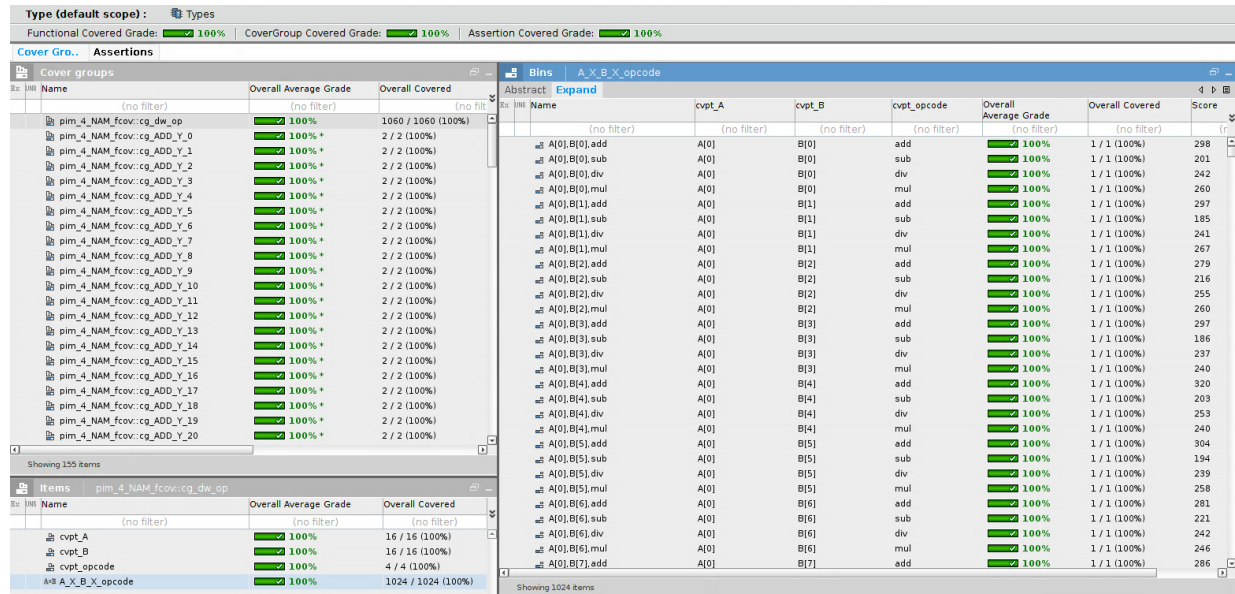 Type (default scope) : Types
Functional Covered Grade: 100% CoverGroup Covered Grade: 100% Assertion Covered Grade: 100%
Cover Gro.. Assertions
Cover groups
Ex UNR Name Overall Average Grade Overall Covered
(no filter) (no filter) (no filt
pim_4_NAM_fcov::cg_dw_op 100% 1060 / 1060 (100%)
pim_4_NAM_fcov::cg_ADD_Y_0 100% * 2 / 2 (100%)
pim_4_NAM_fcov::cg_ADD_Y_1 100% * 2 / 2 (100%)
pim_4_NAM_fcov::cg_ADD_Y_2 100% * 2 / 2 (100%)
pim_4_NAM_fcov::cg_ADD_Y_3 100% * 2 / 2 (100%)
pim_4_NAM_fcov::cg_ADD_Y_4 100% * 2 / 2 (100%)
pim_4_NAM_fcov::cg_ADD_Y_5 100% * 2 / 2 (100%)
pim_4_NAM_fcov::cg_ADD_Y_6 100% * 2 / 2 (100%)
pim_4_NAM_fcov::cg_ADD_Y_7 100% * 2 / 2 (100%)
pim_4_NAM_fcov::cg_ADD_Y_8 100% * 2 / 2 (100%)
pim_4_NAM_fcov::cg_ADD_Y_9 100% * 2 / 2 (100%)
pim_4_NAM_fcov::cg_ADD_Y_10 100% * 2 / 2 (100%)
pim_4_NAM_fcov::cg_ADD_Y_11 100% * 2 / 2 (100%)
pim_4_NAM_fcov::cg_ADD_Y_12 100% * 2 / 2 (100%)
pim_4_NAM_fcov::cg_ADD_Y_13 100% * 2 / 2 (100%)
pim_4_NAM_fcov::cg_ADD_Y_14 100% * 2 / 2 (100%)
pim_4_NAM_fcov::cg_ADD_Y_15 100% * 2 / 2 (100%)
pim_4_NAM_fcov::cg_ADD_Y_16 100% * 2 / 2 (100%)
pim_4_NAM_fcov::cg_ADD_Y_17 100% * 2 / 2 (100%)
pim_4_NAM_fcov::cg_ADD_Y_18 100% * 2 / 2 (100%)
pim_4_NAM_fcov::cg_ADD_Y_19 100% * 2 / 2 (100%)
pim_4_NAM_fcov::cg_ADD_Y_20 100% * 2 / 2 (100%)
Showing 155 items
Items pim_4_NAM_fcov::cg_dw_op
Ex UNR Name Overall Average Grade Overall Covered
(no filter) (no filter) (no filter)
cvpt_A 100% 16 / 16 (100%)
cvpt_B 100% 16 / 16 (100%)
cvpt_opcode 100% 4 / 4 (100%)
A×B A_X_B_X_opcode 100% 1024 / 1024 (100%)
Bins A_X_B_X_opcode
Abstract Expand
Ex UNR Name cvpt_A cvpt_B cvpt_opcode Overall Average Grade Overall Covered Score
(no filter) (no filter) (no filter) (no filter) (no filter) (no filter) (n
A[0],B[0],add A[0] B[0] add 100% 1 / 1 (100%) 298
A[0],B[0],sub A[0] B[0] sub 100% 1 / 1 (100%) 201
A[0],B[0],div A[0] B[0] div 100% 1 / 1 (100%) 242
A[0],B[0],mul A[0] B[0] mul 100% 1 / 1 (100%) 260
A[0],B[1],add A[0] B[1] add 100% 1 / 1 (100%) 297
A[0],B[1],sub A[0] B[1] sub 100% 1 / 1 (100%) 185
A[0],B[1],div A[0] B[1] div 100% 1 / 1 (100%) 241
A[0],B[1],mul A[0] B[1] mul 100% 1 / 1 (100%) 267
A[0],B[2],add A[0] B[2] add 100% 1 / 1 (100%) 279
A[0],B[2],sub A[0] B[2] sub 100% 1 / 1 (100%) 216
A[0],B[2],div A[0] B[2] div 100% 1 / 1 (100%) 255
A[0],B[2],mul A[0] B[2] mul 100% 1 / 1 (100%) 260
A[0],B[3],add A[0] B[3] add 100% 1 / 1 (100%) 297
A[0],B[3],sub A[0] B[3] sub 100% 1 / 1 (100%) 186
A[0],B[3],div A[0] B[3] div 100% 1 / 1 (100%) 237
A[0],B[3],mul A[0] B[3] mul 100% 1 / 1 (100%) 240
A[0],B[4],add A[0] B[4] add 100% 1 / 1 (100%) 320
A[0],B[4],sub A[0] B[4] sub 100% 1 / 1 (100%) 203
A[0],B[4],div A[0] B[4] div 100% 1 / 1 (100%) 253
A[0],B[4],mul A[0] B[4] mul 100% 1 / 1 (100%) 240
A[0],B[5],add A[0] B[5] add 100% 1 / 1 (100%) 304
A[0],B[5],sub A[0] B[5] sub 100% 1 / 1 (100%) 194
A[0],B[5],div A[0] B[5] div 100% 1 / 1 (100%) 239
A[0],B[5],mul A[0] B[5] mul 100% 1 / 1 (100%) 258
A[0],B[6],add A[0] B[6] add 100% 1 / 1 (100%) 281
A[0],B[6],sub A[0] B[6] sub 100% 1 / 1 (100%) 221
A[0],B[6],div A[0] B[6] div 100% 1 / 1 (100%) 242
A[0],B[6],mul A[0] B[6] mul 100% 1 / 1 (100%) 246
A[0],B[7],add A[0] B[7] add 100% 1 / 1 (100%) 286
Showing 1024 items